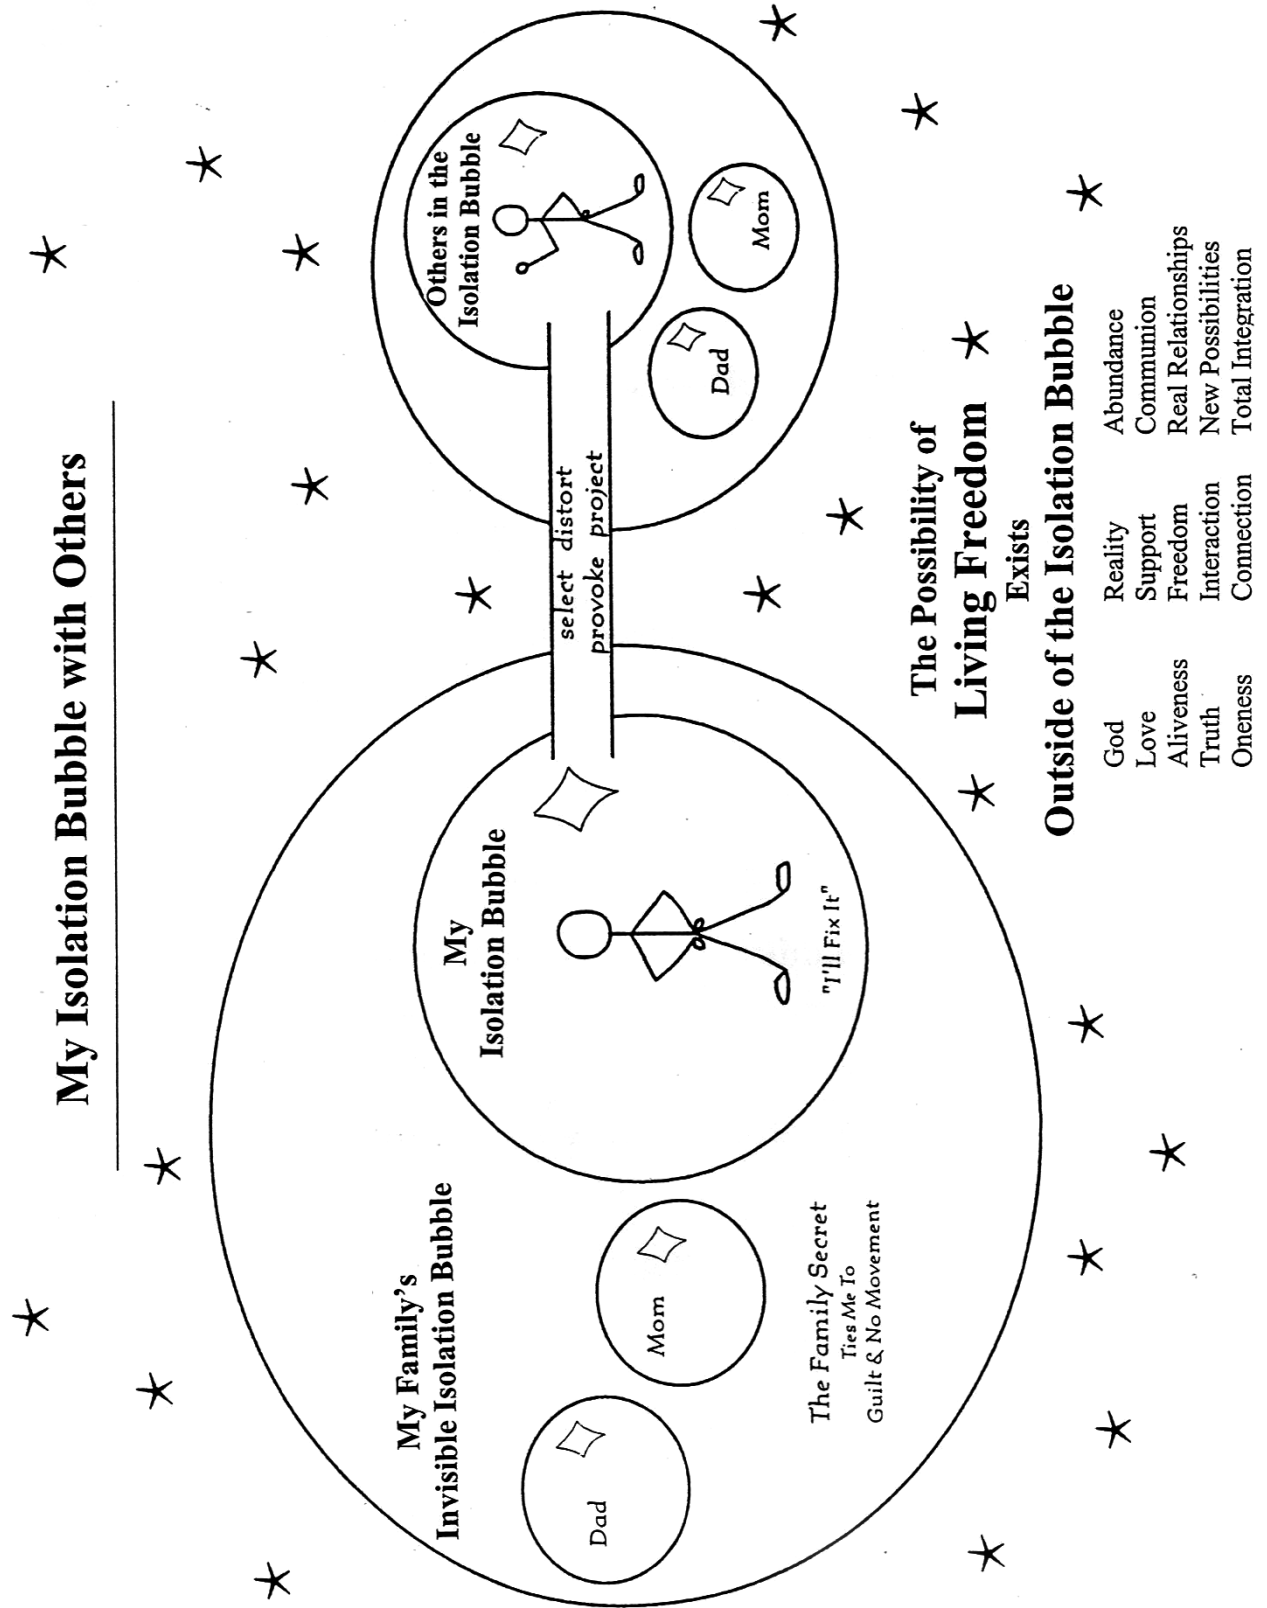 My Isolation Bubble with Others
My Family's
Invisible Isolation Bubble
Dad
Mom
The Family Secret
Ties Me To
Guilt & No Movement
My
Isolation Bubble
"I'll Fix It"
select distort
provoke project
Others in the
Isolation Bubble
Dad
Mom
The Possibility of
Living Freedom
Exists
Outside of the Isolation Bubble
God Reality Abundance
Love Support Communion
Aliveness Freedom Real Relationships
Truth Interaction New Possibilities
Oneness Connection Total Integration